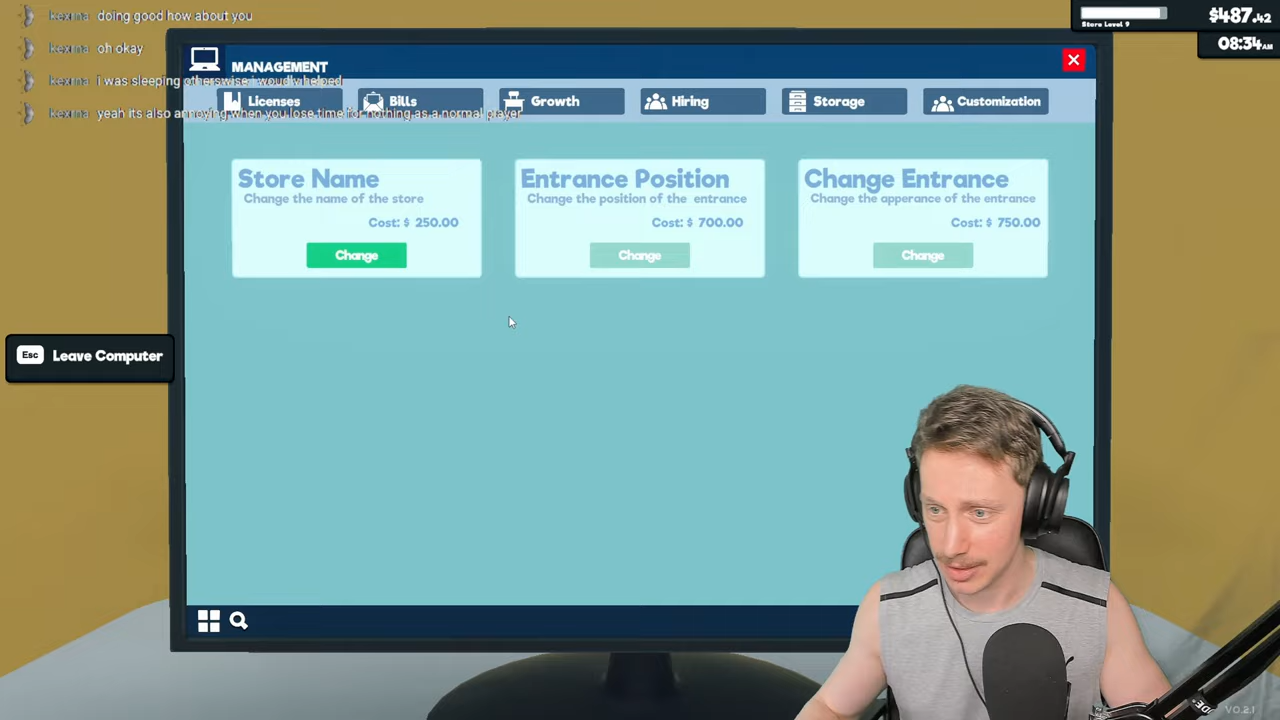 kexma doing good how about you
kexma oh okay
kexma i was sleeping otherwise i woudlv helped
kexma yeah its also annoying when you lose time for nothing as a normal player
Store Level 9
$487.42
08:34AM
MANAGEMENT
Licenses
Bills
Growth
Hiring
Storage
Customization
Store Name
Change the name of the store
Cost: $ 250.00
Change
Entrance Position
Change the position of the entrance
Cost: $ 700.00
Change
Change Entrance
Change the apperance of the entrance
Cost: $ 750.00
Change
Esc Leave Computer
V0.2.1